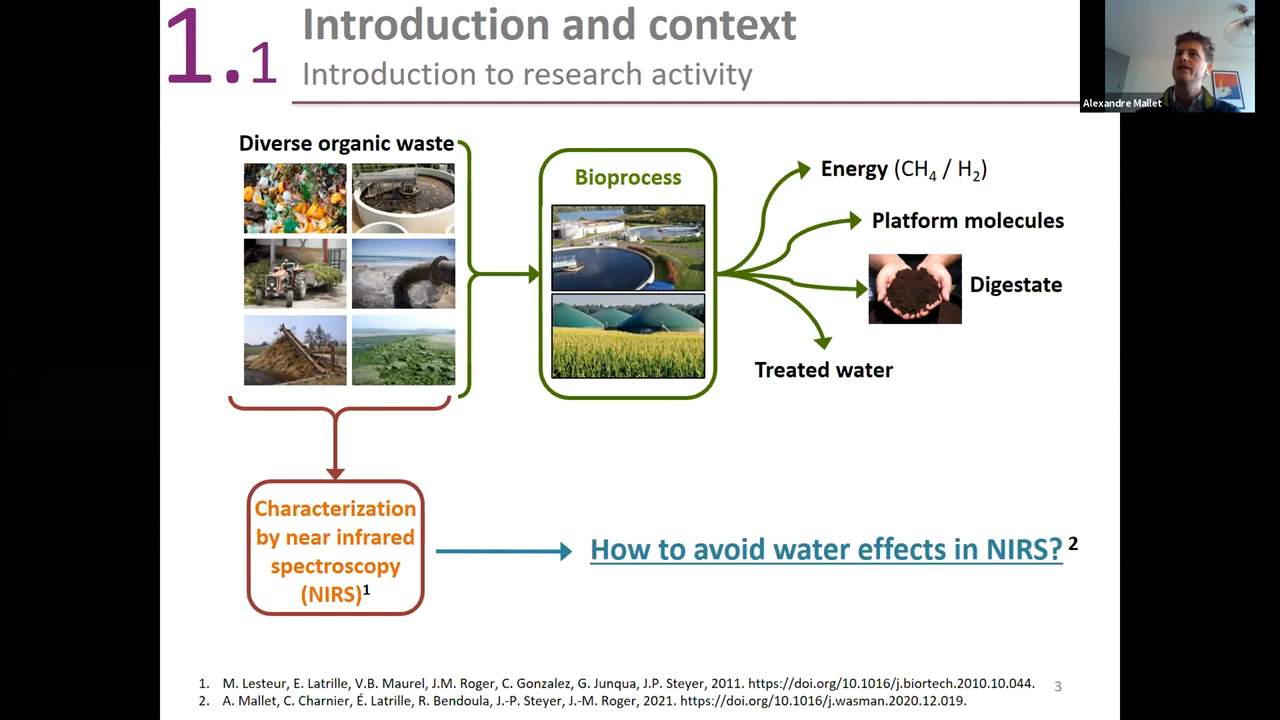 1.1
Introduction and context
Introduction to research activity
Alexandre Mallet
Diverse organic waste
Bioprocess
Energy (CH4 / H2)
Platform molecules
Digestate
Treated water
Characterization
by near infrared
spectroscopy
(NIRS)1
How to avoid water effects in NIRS? 2
1. M. Lesteur, E. Latrille, V.B. Maurel, J.M. Roger, C. Gonzalez, G. Junqua, J.P. Steyer, 2011. https://doi.org/10.1016/j.biortech.2010.10.044.
2. A. Mallet, C. Charnier, É. Latrille, R. Bendoula, J.-P. Steyer, J.-M. Roger, 2021. https://doi.org/10.1016/j.wasman.2020.12.019.
3